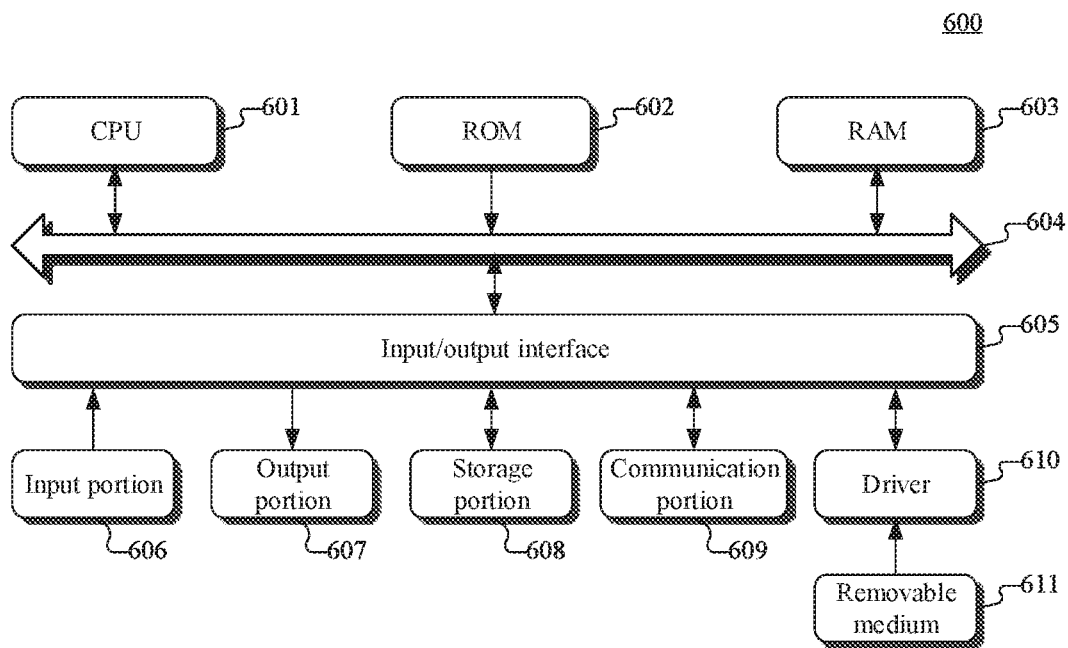 600
CPU
601
ROM
602
RAM
603
604
Input/output interface
605
Input portion
606
Output
portion
607
Storage
portion
608
Communication
portion
609
Driver
610
Removable
medium
611